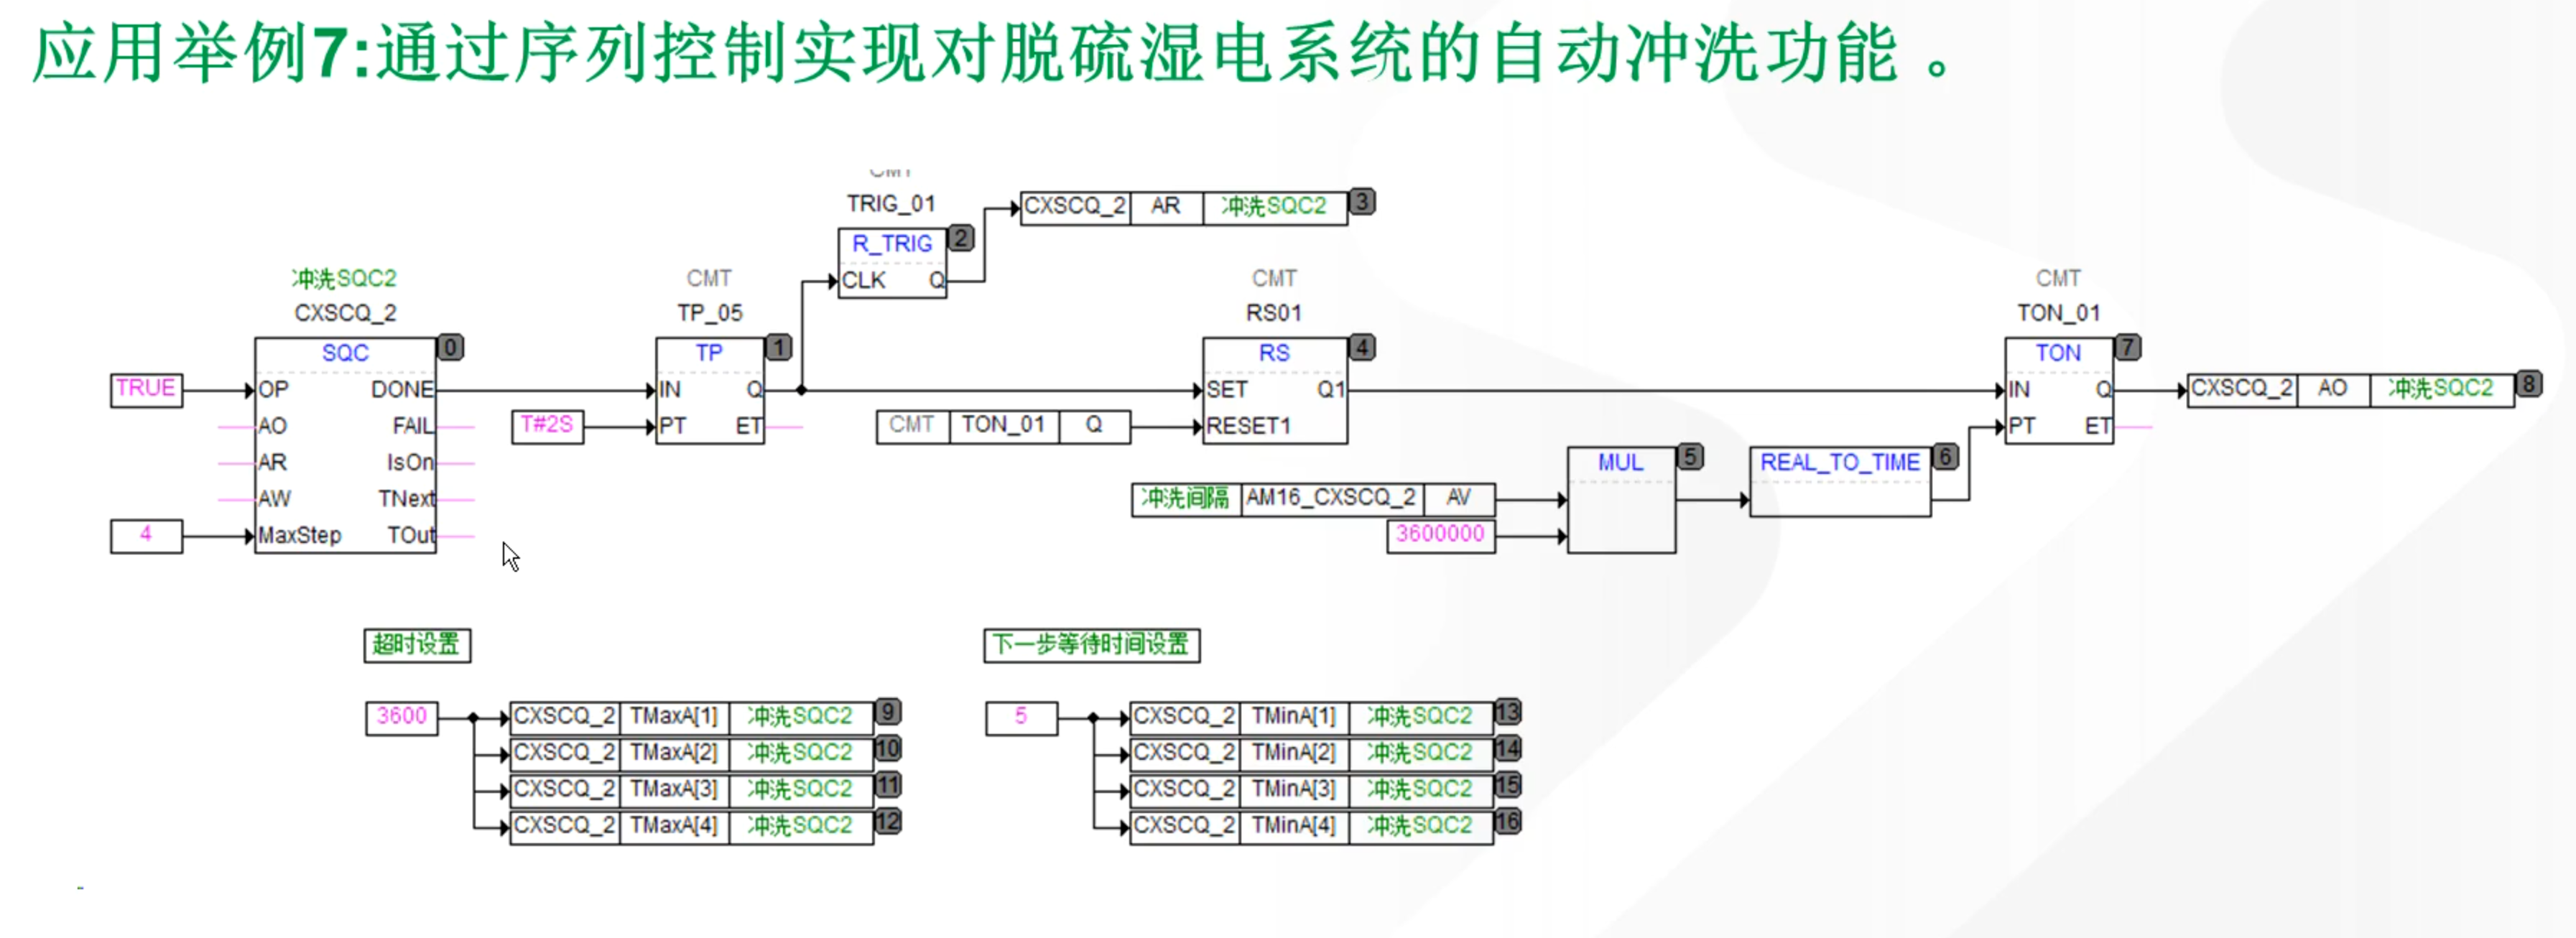 应用举例7:通过序列控制实现对脱硫湿电系统的自动冲洗功能 。
CMT
TRIG_01
CXSCQ_2 AR 冲洗SQC2 3
R_TRIG 2
CLK Q
冲洗SQC2
CXSCQ_2
CMT
TP_05
CMT
RS01
CMT
TON_01
SQC 0
TP 1
RS 4
TON 7
TRUE OP DONE IN Q SET Q1 IN Q CXSCQ_2 AO 冲洗SQC2 8
AO FAIL T#2S PT ET CMT TON_01 Q RESET1 PT ET
AR IsOn MUL 5 REAL_TO_TIME 6
AW TNext 冲洗间隔 AM16_CXSCQ_2 AV
4 MaxStep TOut 3600000
超时设置
3600 CXSCQ_2 TMaxA[1] 冲洗SQC2 9
CXSCQ_2 TMaxA[2] 冲洗SQC2 10
CXSCQ_2 TMaxA[3] 冲洗SQC2 11
CXSCQ_2 TMaxA[4] 冲洗SQC2 12
下一步等待时间设置
5 CXSCQ_2 TMinA[1] 冲洗SQC2 13
CXSCQ_2 TMinA[2] 冲洗SQC2 14
CXSCQ_2 TMinA[3] 冲洗SQC2 15
CXSCQ_2 TMinA[4] 冲洗SQC2 16